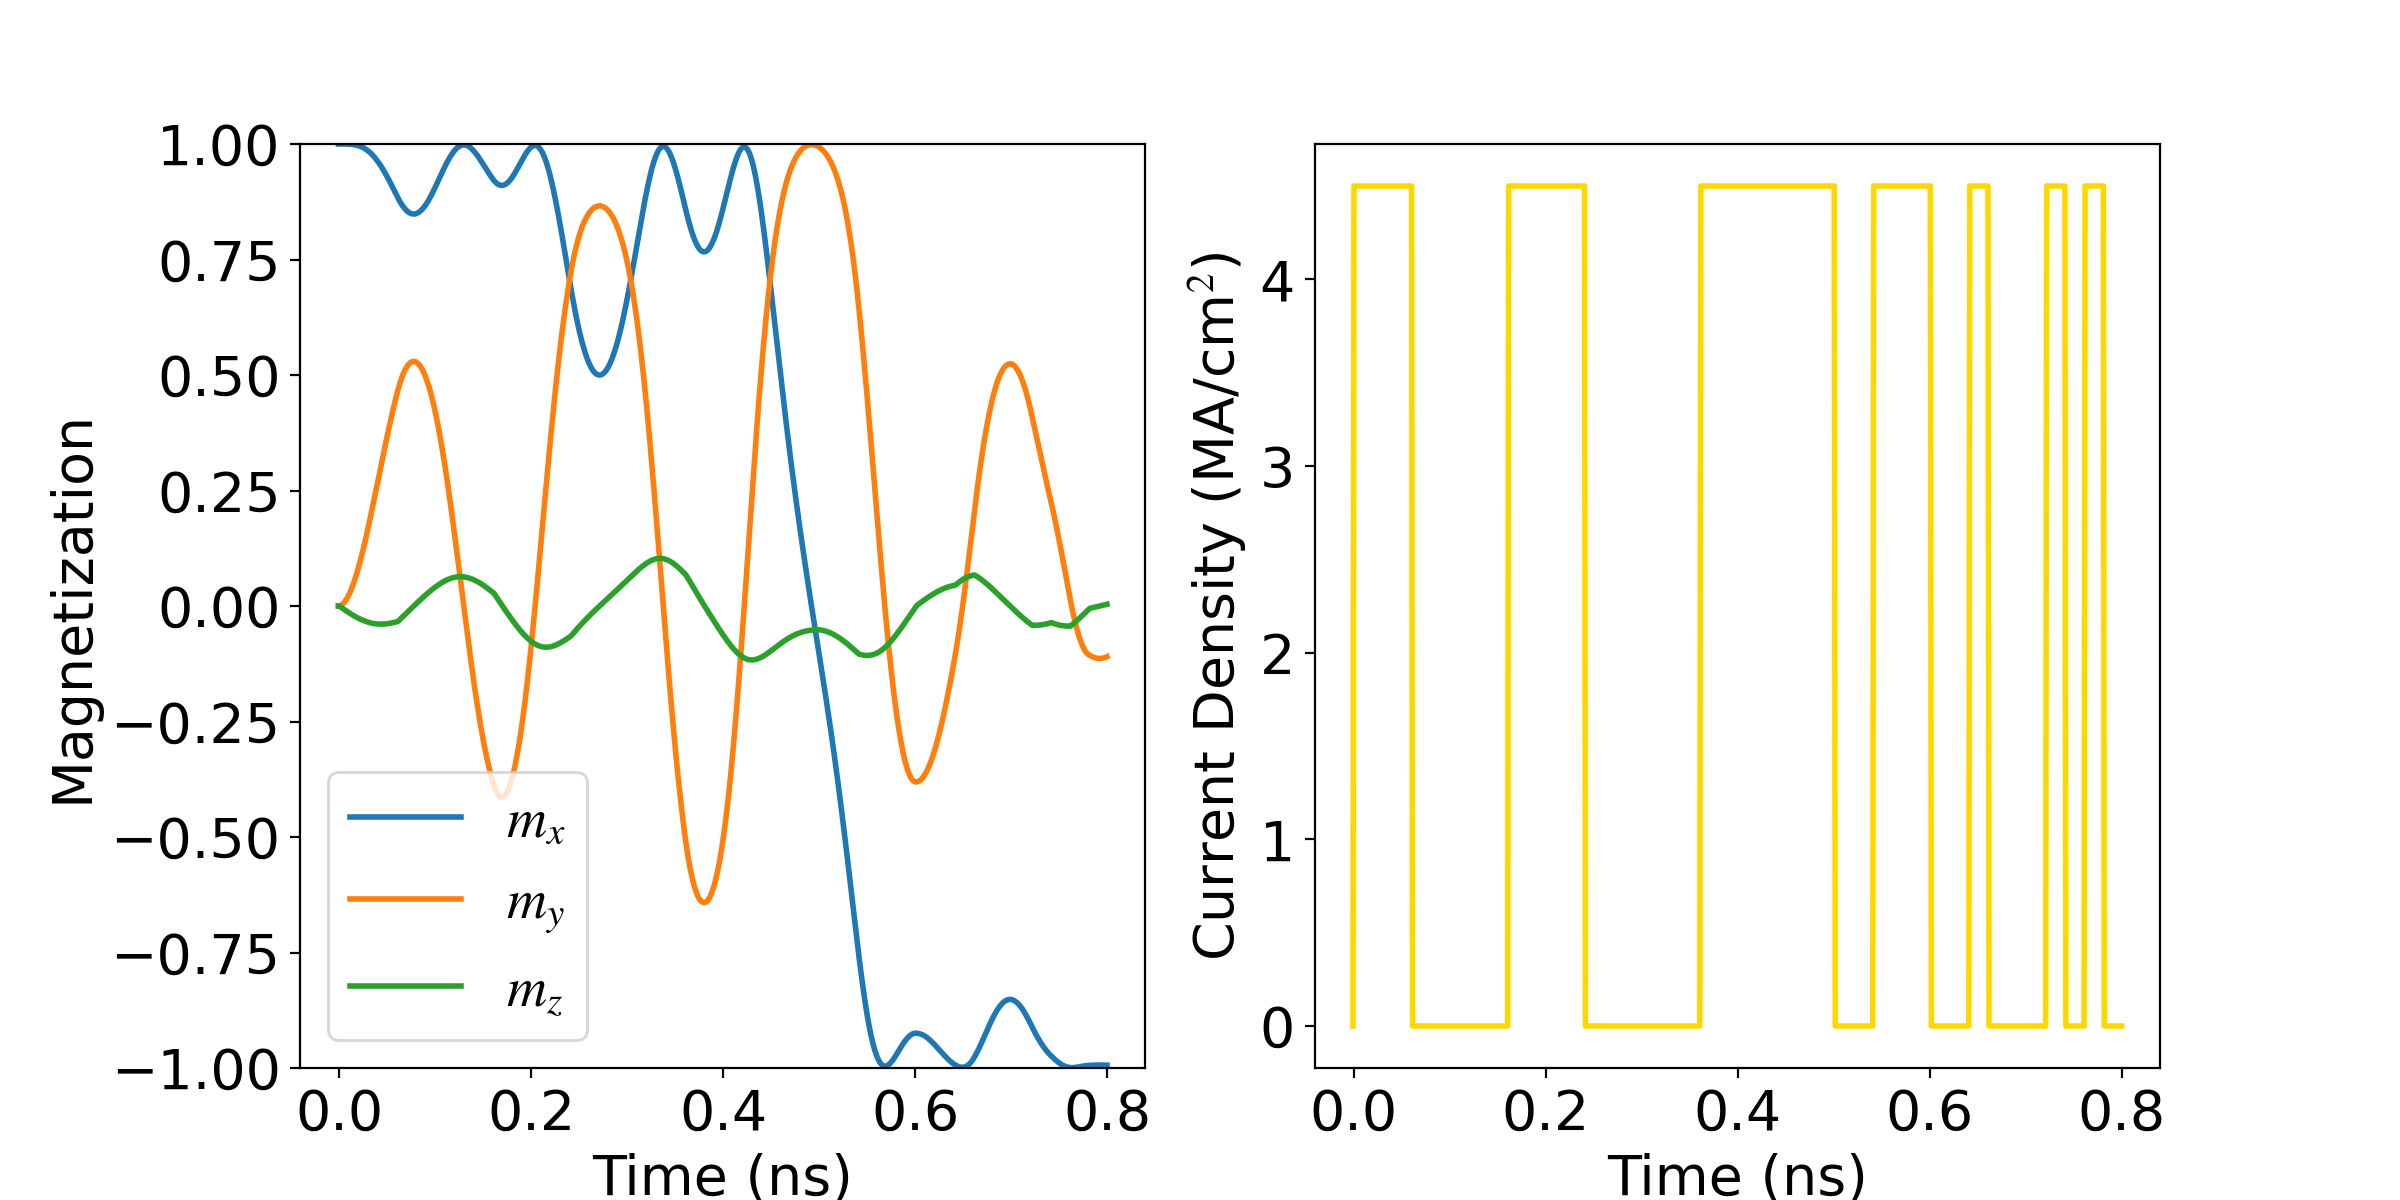 1.00
0.75
0.50
0.25
0.00
−0.25
−0.50
−0.75
−1.00
Magnetization
m_x
m_y
m_z
0.0 0.2 0.4 0.6 0.8
Time (ns)
4
3
2
1
0
Current Density (MA/cm²)
0.0 0.2 0.4 0.6 0.8
Time (ns)